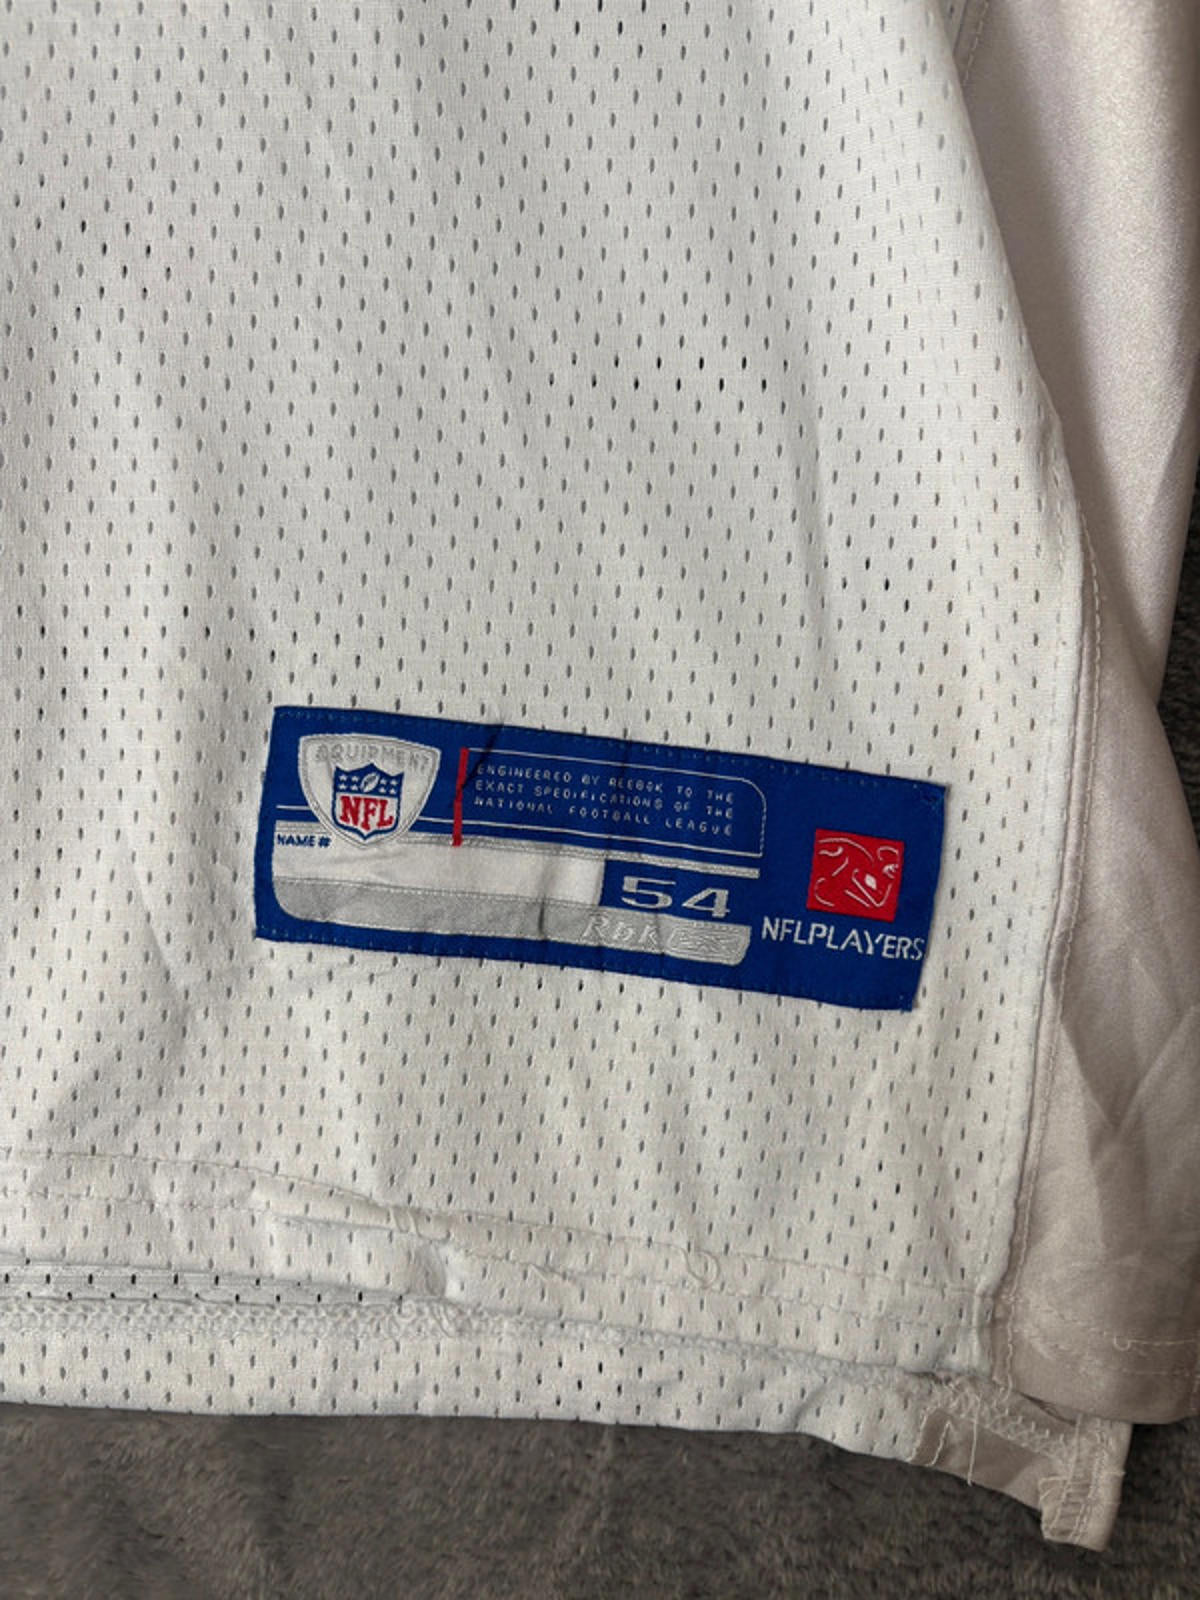 EQUIPMENT
NFL
ENGINEERED BY REEBOK TO THE
EXACT SPECIFICATIONS OF THE
NATIONAL FOOTBALL LEAGUE
NAME #
54
RbK
NFLPLAYERS